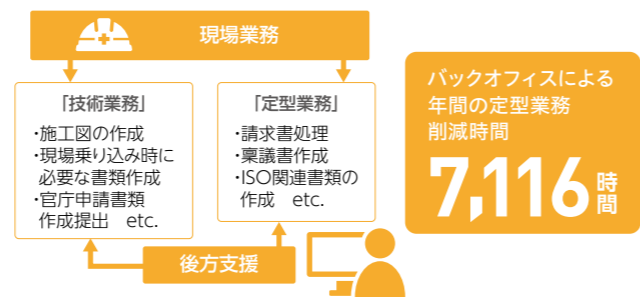 現場業務
「技術業務」
・施工図の作成
・現場乗り込み時に
必要な書類作成
・官庁申請書類
作成提出　etc.
「定型業務」
・請求書処理
・稟議書作成
・ISO関連書類の
作成　etc.
後方支援
バックオフィスによる
年間の定型業務
削減時間
7,116時間